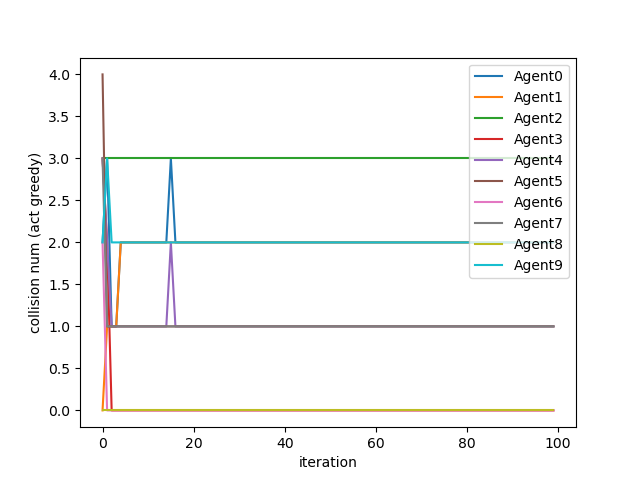 4.0
3.5
3.0
2.5
2.0
1.5
1.0
0.5
0.0
collision num (act greedy)
0
20
40
60
80
100
iteration
Agent0
Agent1
Agent2
Agent3
Agent4
Agent5
Agent6
Agent7
Agent8
Agent9